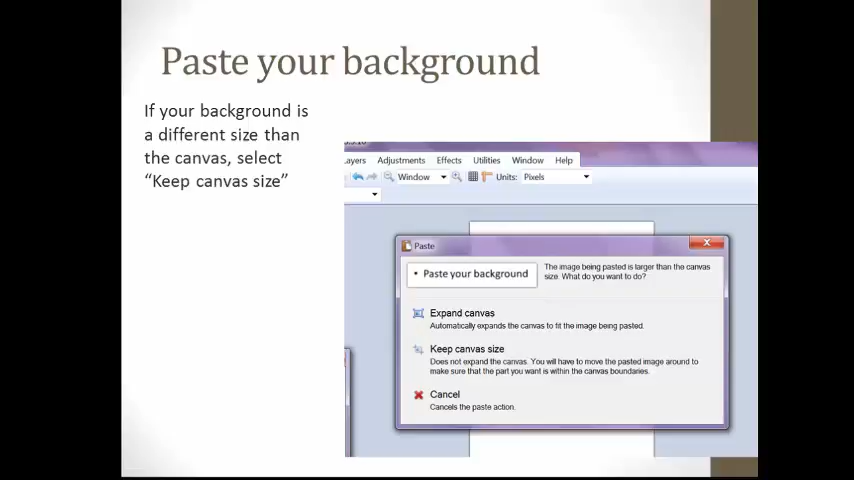 Paste your background
If your background is
a different size than
the canvas, select
“Keep canvas size”
ayers Adjustments Effects Utilities Window Help
Window Units: Pixels
Paste
• Paste your background
The image being pasted is larger than the canvas
size. What do you want to do?
Expand canvas
Automatically expands the canvas to fit the image being pasted.
Keep canvas size
Does not expand the canvas. You will have to move the pasted image around to
make sure that the part you want is within the canvas boundaries.
Cancel
Cancels the paste action.